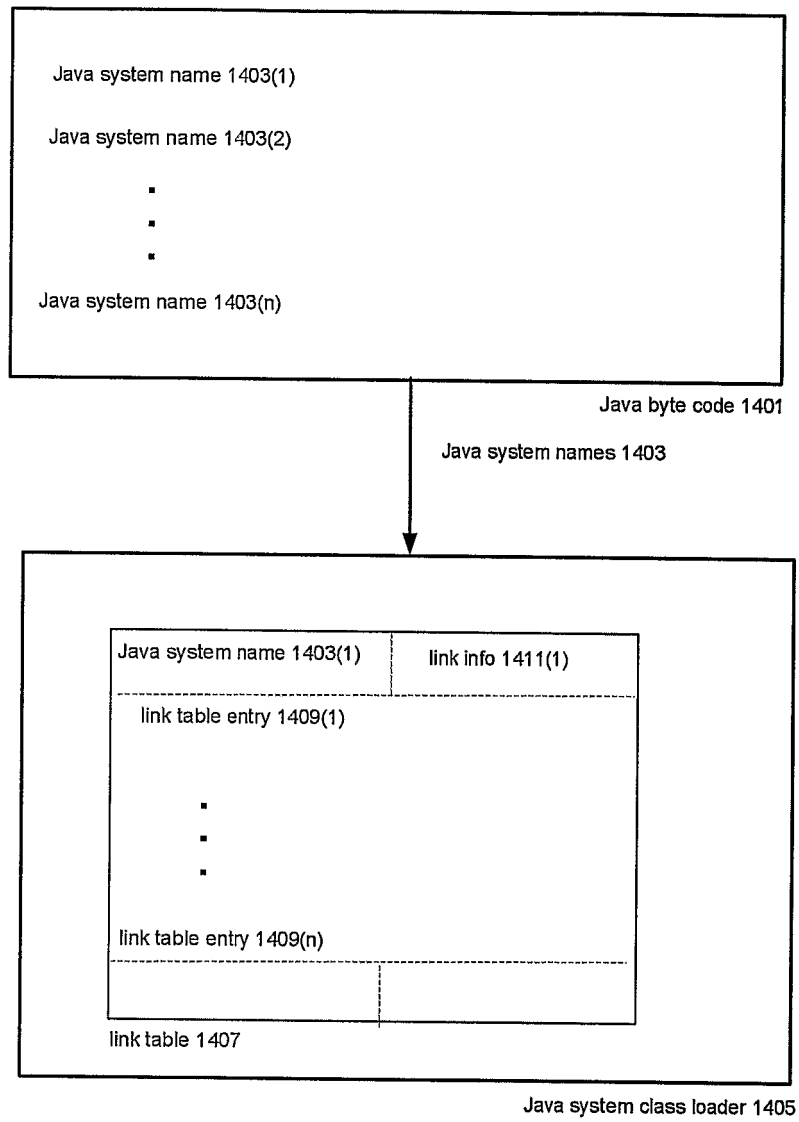 Java system name 1403(1)
Java system name 1403(2)
Java system name 1403(n)
Java byte code 1401
Java system names 1403
Java system name 1403(1)
link info 1411(1)
link table entry 1409(1)
link table entry 1409(n)
link table 1407
Java system class loader 1405